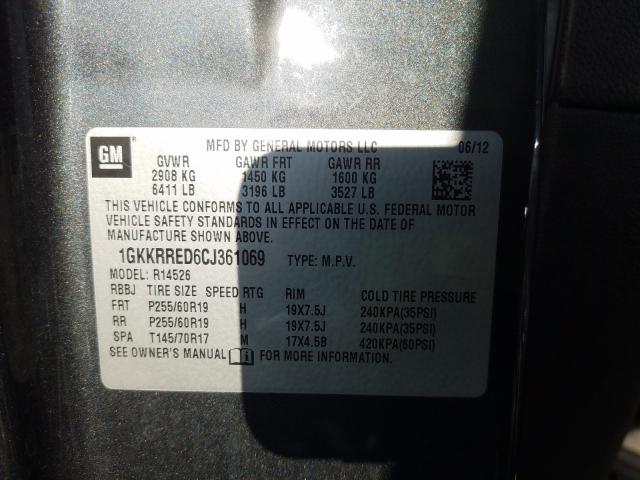 GM ®
MFD BY GENERAL MOTORS LLC 06/12
GVWR GAWR FRT GAWR RR
2908 KG 1450 KG 1600 KG
6411 LB 3196 LB 3527 LB
THIS VEHICLE CONFORMS TO ALL APPLICABLE U.S. FEDERAL MOTOR
VEHICLE SAFETY STANDARDS IN EFFECT ON THE DATE OF
MANUFACTURE SHOWN ABOVE.
1GKKRRED6CJ361069 TYPE: M.P.V.
MODEL: R14526
RBBJ TIRE SIZE SPEED RTG RIM COLD TIRE PRESSURE
FRT P255/60R19 H 19X7.5J 240KPA(35PSI)
RR P255/60R19 H 19X7.5J 240KPA(35PSI)
SPA T145/70R17 M 17X4.5B 420KPA(60PSI)
SEE OWNER'S MANUAL FOR MORE INFORMATION.